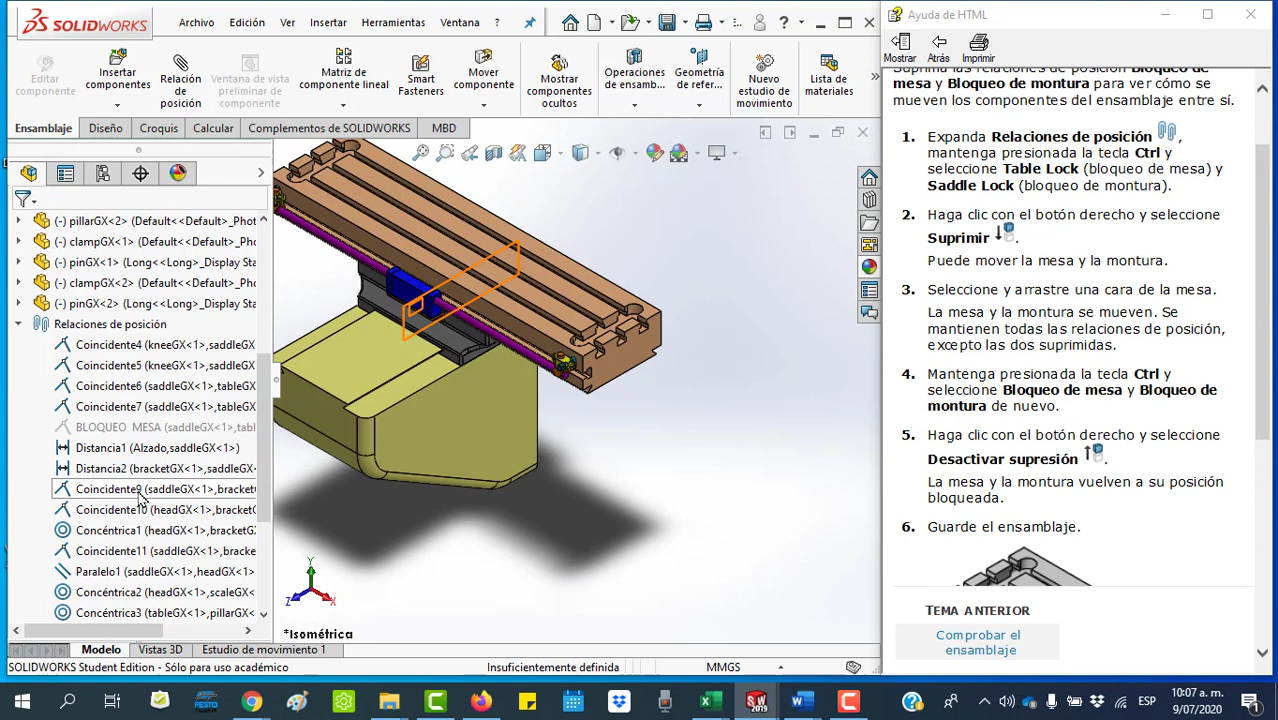 SOLIDWORKS
Archivo Edición Ver Insertar Herramientas Ventana ?
Editar componente
Insertar componentes
Relación de posición
Ventana de vista preliminar de componente
Matriz de componente lineal
Smart Fasteners
Mover componente
Mostrar componentes ocultos
Operaciones de ensamb...
Geometría de refer...
Nuevo estudio de movimiento
Lista de materiales
Ensamblaje Diseño Croquis Calcular Complementos de SOLIDWORKS MBD
(-) pillarGX<2> (Default<<Default>_Phot
(-) clampGX<1> (Default<<Default>_Pho
(-) pinGX<1> (Long<<Long>_Display Sta
(-) clampGX<2> (Default<<Default>_Pho
(-) pinGX<2> (Long<<Long>_Display Sta
Relaciones de posición
Coincidente4 (kneeGX<1>,saddleGX
Coincidente5 (kneeGX<1>,saddleGX
Coincidente6 (saddleGX<1>,tableGX
Coincidente7 (saddleGX<1>,tableGX
BLOQUEO MESA (saddleGX<1>,tabl
Distancia1 (Alzado,saddleGX<1>)
Distancia2 (bracketGX<1>,saddleGX<
Coincidente9 (saddleGX<1>,bracket
Coincidente10 (headGX<1>,bracket
Concéntrica1 (headGX<1>,bracketGX
Coincidente11 (saddleGX<1>,bracke
Paralelo1 (saddleGX<1>,headGX<1>
Concéntrica2 (headGX<1>,scaleGX<
Concéntrica3 (tableGX<1>,pillarGX<
Y
Z
X
*Isométrica
Modelo Vistas 3D Estudio de movimiento 1
SOLIDWORKS Student Edition - Sólo para uso académico Insuficientemente definida MMGS
Ayuda de HTML
Mostrar Atrás Imprimir
Suprima las relaciones de posición Bloqueo de
mesa y Bloqueo de montura para ver cómo se
mueven los componentes del ensamblaje entre sí.
1. Expanda Relaciones de posición ,
mantenga presionada la tecla Ctrl y
seleccione Table Lock (bloqueo de mesa) y
Saddle Lock (bloqueo de montura).
2. Haga clic con el botón derecho y seleccione
Suprimir .
Puede mover la mesa y la montura.
3. Seleccione y arrastre una cara de la mesa.
La mesa y la montura se mueven. Se
mantienen todas las relaciones de posición,
excepto las dos suprimidas.
4. Mantenga presionada la tecla Ctrl y
seleccione Bloqueo de mesa y Bloqueo de
montura de nuevo.
5. Haga clic con el botón derecho y seleccione
Desactivar supresión .
La mesa y la montura vuelven a su posición
bloqueada.
6. Guarde el ensamblaje.
TEMA ANTERIOR
Comprobar el
ensamblaje
FESTO
SW 2019
ESP
10:07 a. m.
9/07/2020
1